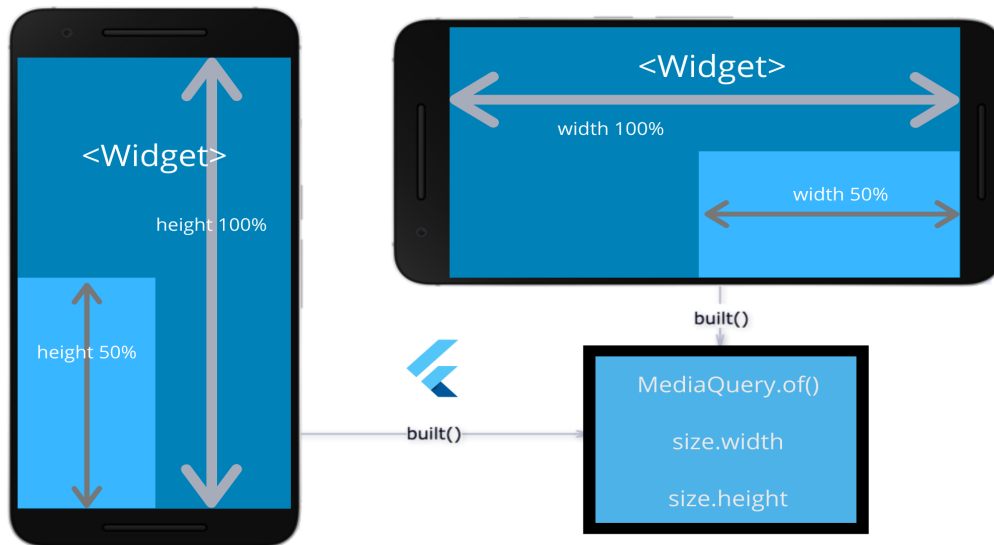 <Widget>
height 100%
height 50%
<Widget>
width 100%
width 50%
built()
built()
MediaQuery.of()
size.width
size.height